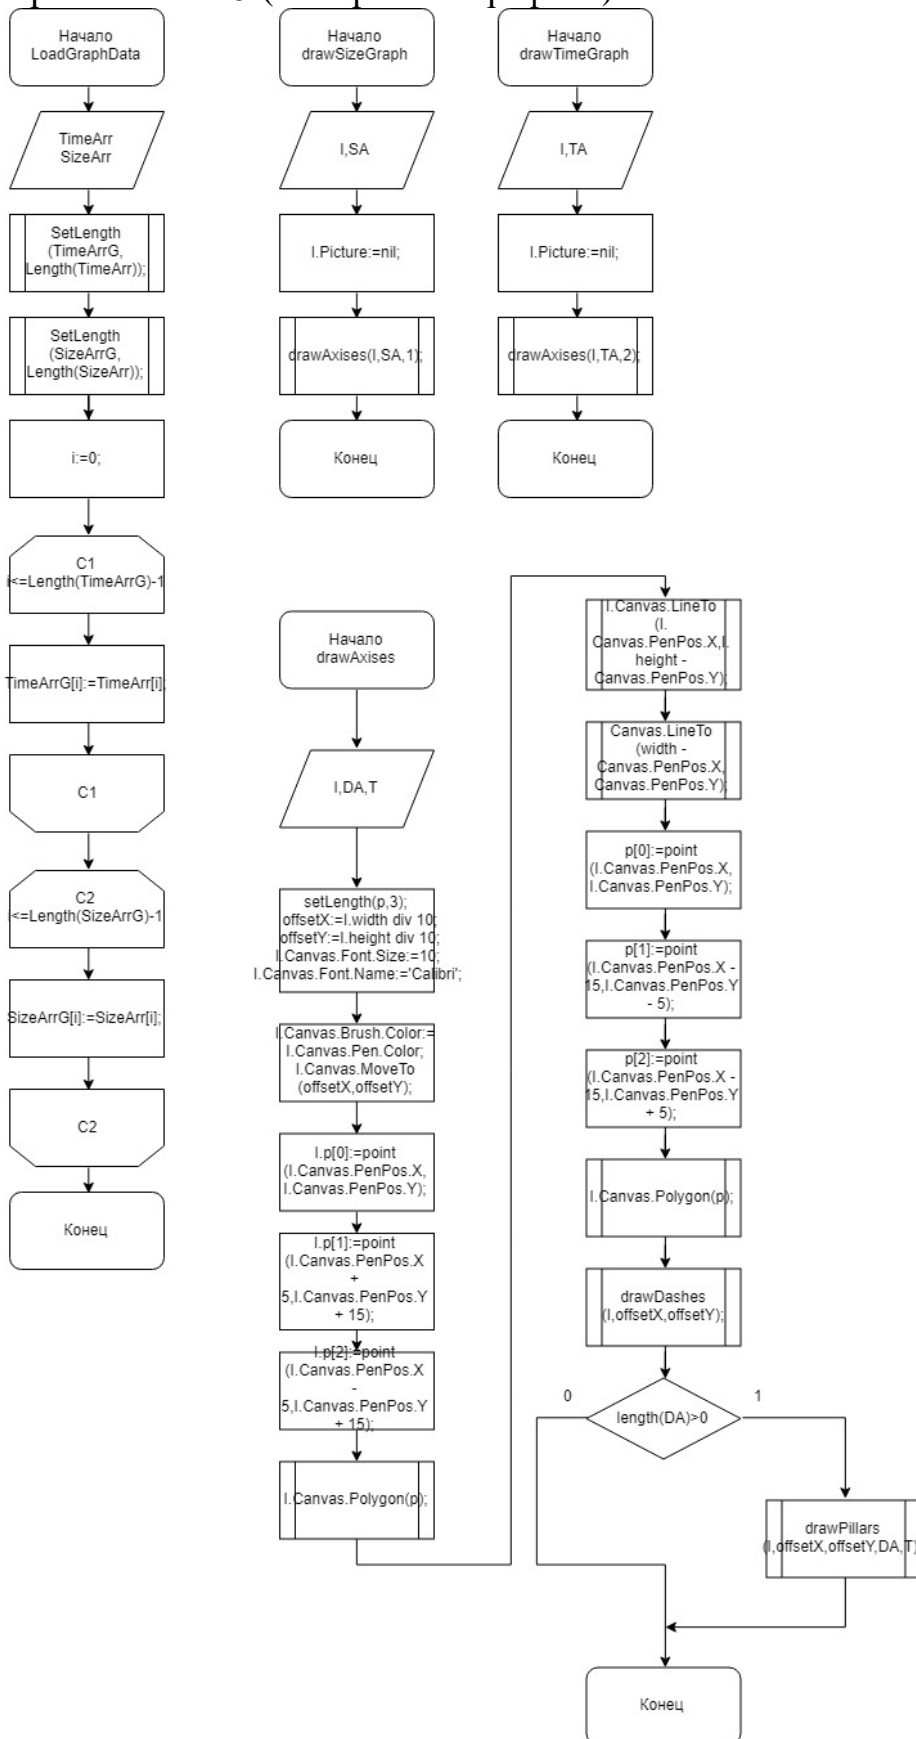 Начало
LoadGraphData
TimeArr
SizeArr
SetLength
(TimeArrG,
Length(TimeArr));
SetLength
(SizeArrG,
Length(SizeArr));
i:=0;
C1
i<=Length(TimeArrG)-1
TimeArrG[i]:=TimeArr[i];
C1
C2
i<=Length(SizeArrG)-1
SizeArrG[i]:=SizeArr[i];
C2
Конец
Начало
drawSizeGraph
I,SA
I.Picture:=nil;
drawAxises(I,SA,1);
Конец
Начало
drawTimeGraph
I,TA
I.Picture:=nil;
drawAxises(I,TA,2);
Конец
Начало
drawAxises
I,DA,T
setLength(p,3);
offsetX:=I.width div 10;
offsetY:=I.height div 10;
I.Canvas.Font.Size:=10;
I.Canvas.Font.Name:='Calibri';
I.Canvas.Brush.Color:=
I.Canvas.Pen.Color;
I.Canvas.MoveTo
(offsetX,offsetY);
I.p[0]:=point
(I.Canvas.PenPos.X,
I.Canvas.PenPos.Y);
I.p[1]:=point
(I.Canvas.PenPos.X
+
5,I.Canvas.PenPos.Y
+ 15);
I.p[2]:=point
(I.Canvas.PenPos.X
-
5,I.Canvas.PenPos.Y
+ 15);
I.Canvas.Polygon(p);
I.Canvas.LineTo
(I.
Canvas.PenPos.X,I.
height -
Canvas.PenPos.Y);
Canvas.LineTo
(width -
Canvas.PenPos.X,
Canvas.PenPos.Y);
p[0]:=point
(I.Canvas.PenPos.X,
I.Canvas.PenPos.Y);
p[1]:=point
(I.Canvas.PenPos.X -
15,I.Canvas.PenPos.Y
- 5);
p[2]:=point
(I.Canvas.PenPos.X -
15,I.Canvas.PenPos.Y
+ 5);
I.Canvas.Polygon(p);
drawDashes
(I,offsetX,offsetY);
0
1
length(DA)>0
drawPillars
(I,offsetX,offsetY,DA,T)
Конец